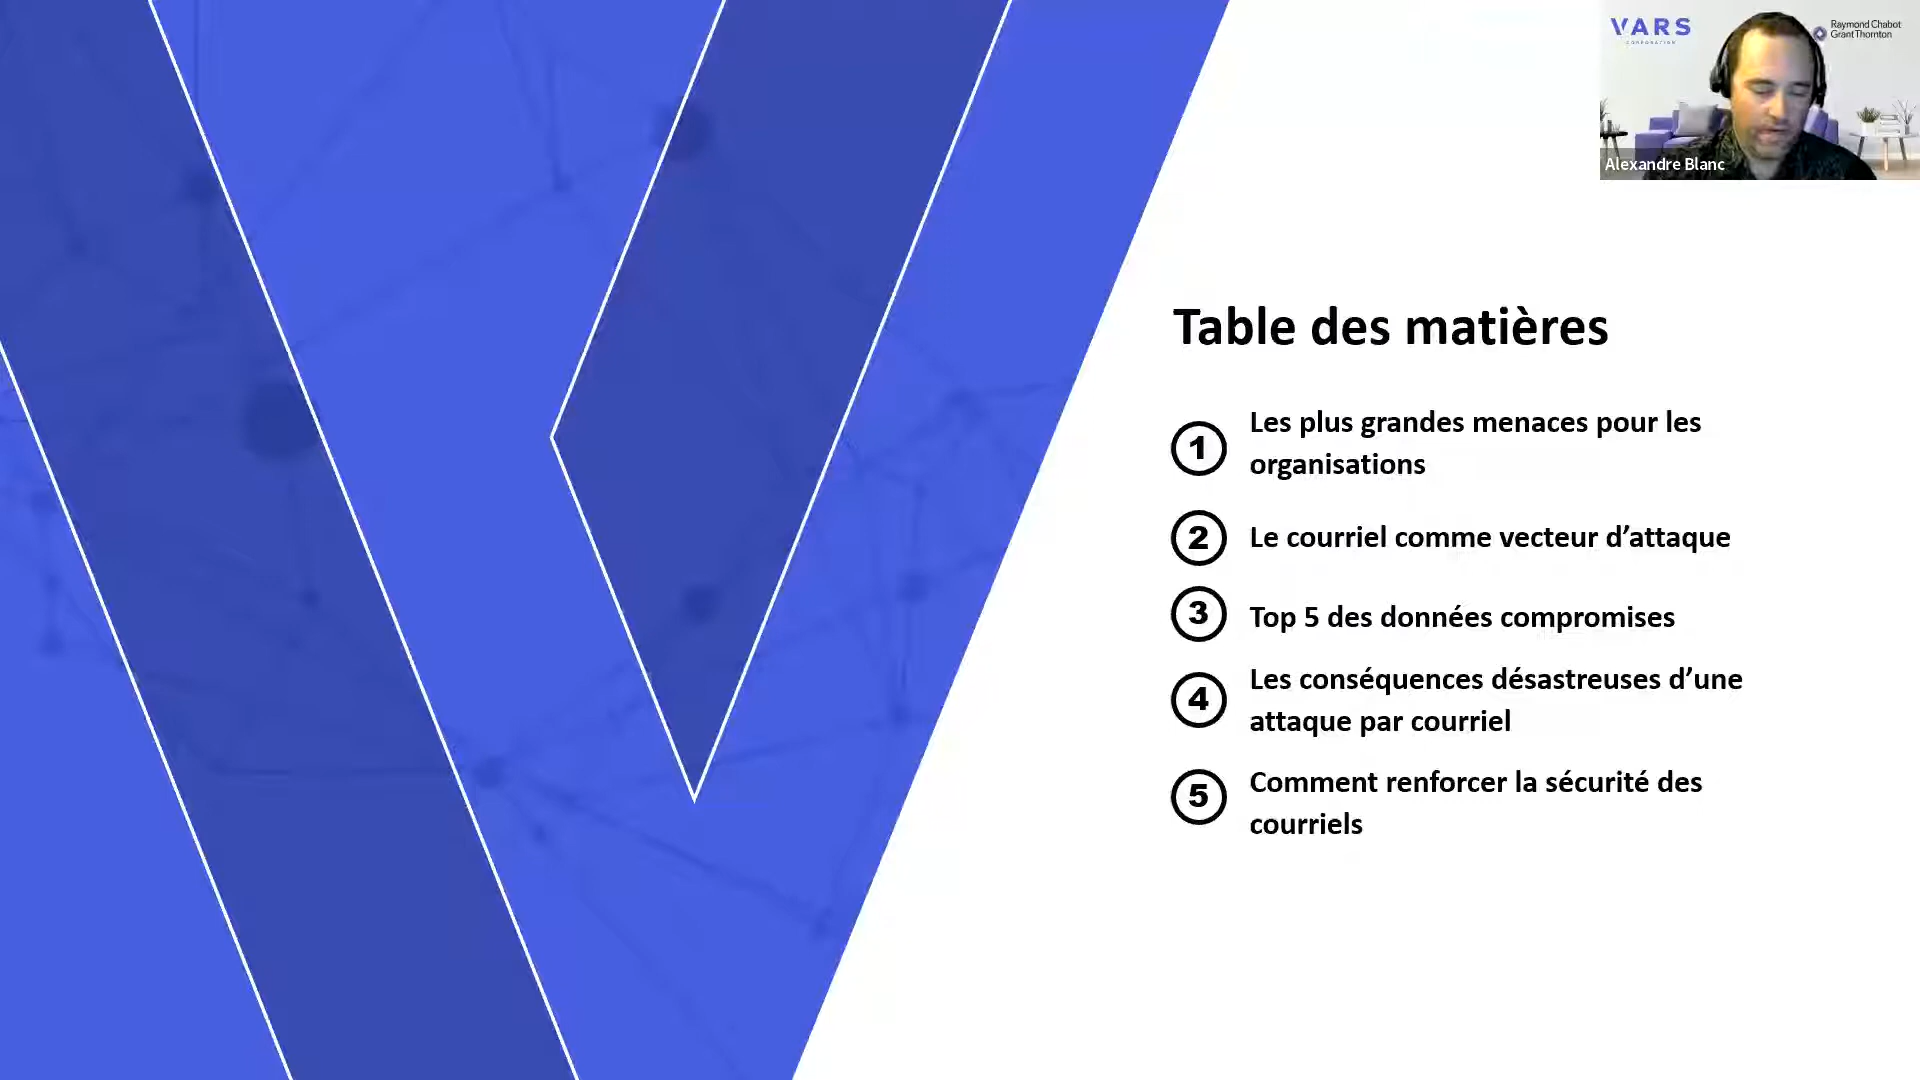 VARS
CORPORATION
Raymond Chabot
Grant Thornton
Alexandre Blanc
Table des matières
1
Les plus grandes menaces pour les
organisations
2
Le courriel comme vecteur d’attaque
3
Top 5 des données compromises
4
Les conséquences désastreuses d’une
attaque par courriel
5
Comment renforcer la sécurité des
courriels